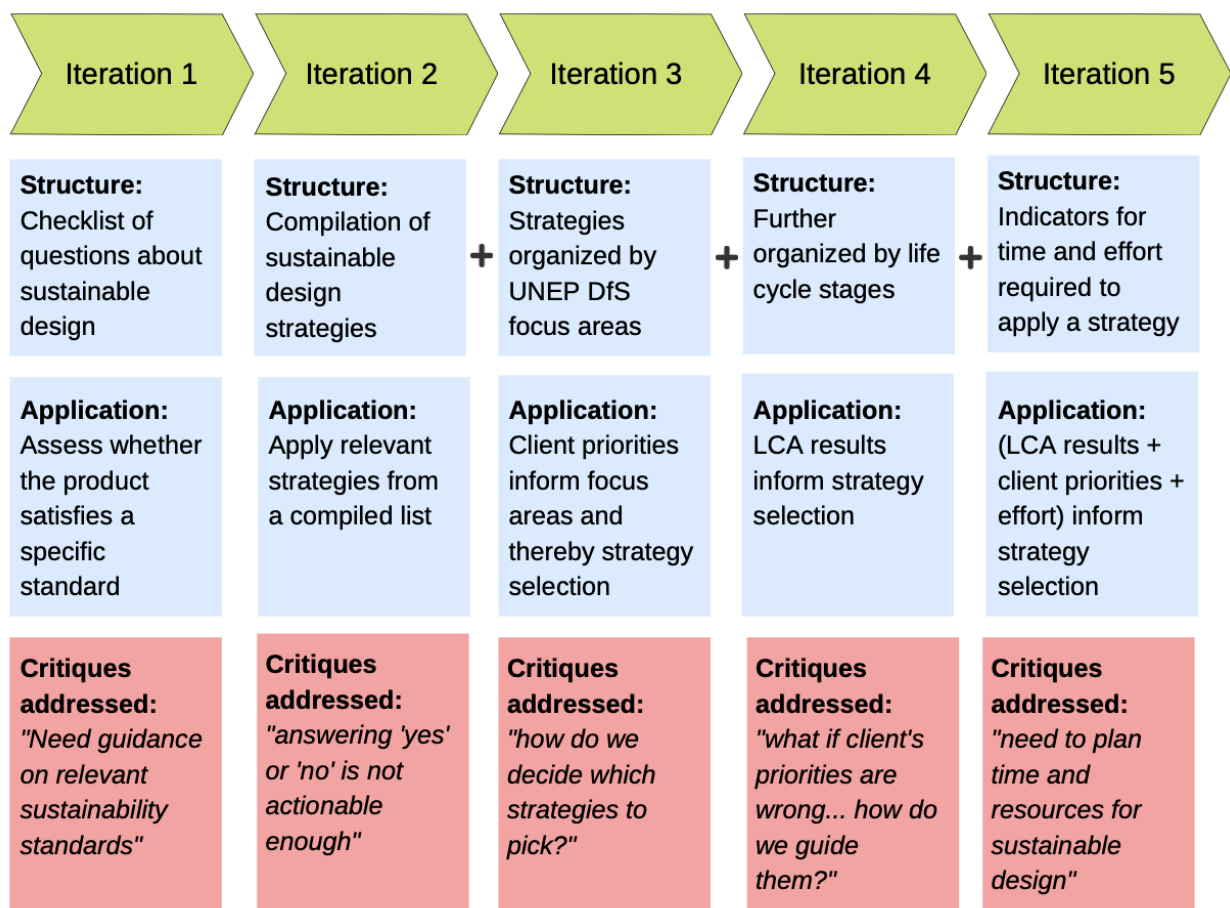 Iteration 1
Iteration 2
Iteration 3
Iteration 4
Iteration 5
Structure:
Checklist of
questions about
sustainable
design
Structure:
Compilation of
sustainable
design
strategies
+
Structure:
Strategies
organized by
UNEP DfS
focus areas
+
Structure:
Further
organized by life
cycle stages
+
Structure:
Indicators for
time and effort
required to
apply a strategy
Application:
Assess whether
the product
satisfies a
specific
standard
Application:
Apply relevant
strategies from
a compiled list
Application:
Client priorities
inform focus
areas and
thereby strategy
selection
Application:
LCA results
inform strategy
selection
Application:
(LCA results +
client priorities +
effort) inform
strategy
selection
Critiques
addressed:
"Need guidance
on relevant
sustainability
standards"
Critiques
addressed:
"answering 'yes'
or 'no' is not
actionable
enough"
Critiques
addressed:
"how do we
decide which
strategies to
pick?"
Critiques
addressed:
"what if client's
priorities are
wrong... how do
we guide
them?"
Critiques
addressed:
"need to plan
time and
resources for
sustainable
design"